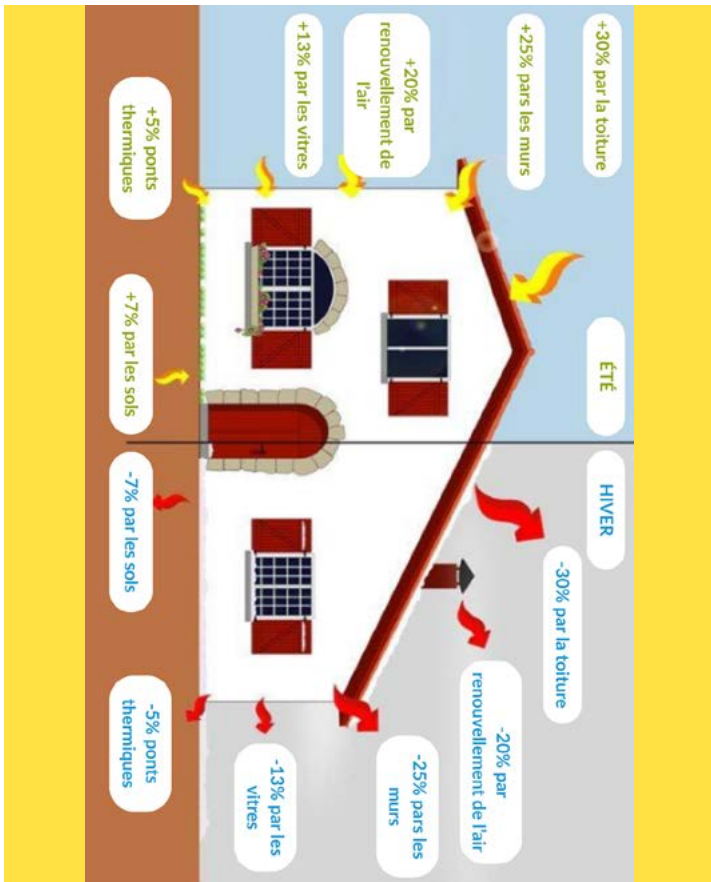 ÉTÉ
HIVER
+30% par la toiture
+25% pars les murs
+20% par
renouvellement de
l'air
+13% par les vitres
+5% ponts
thermiques
+7% par les sols
-30% par la toiture
-20% par
renouvellement de l'air
-25% pars les
murs
-13% par les
vitres
-5% ponts
thermiques
-7% par les sols